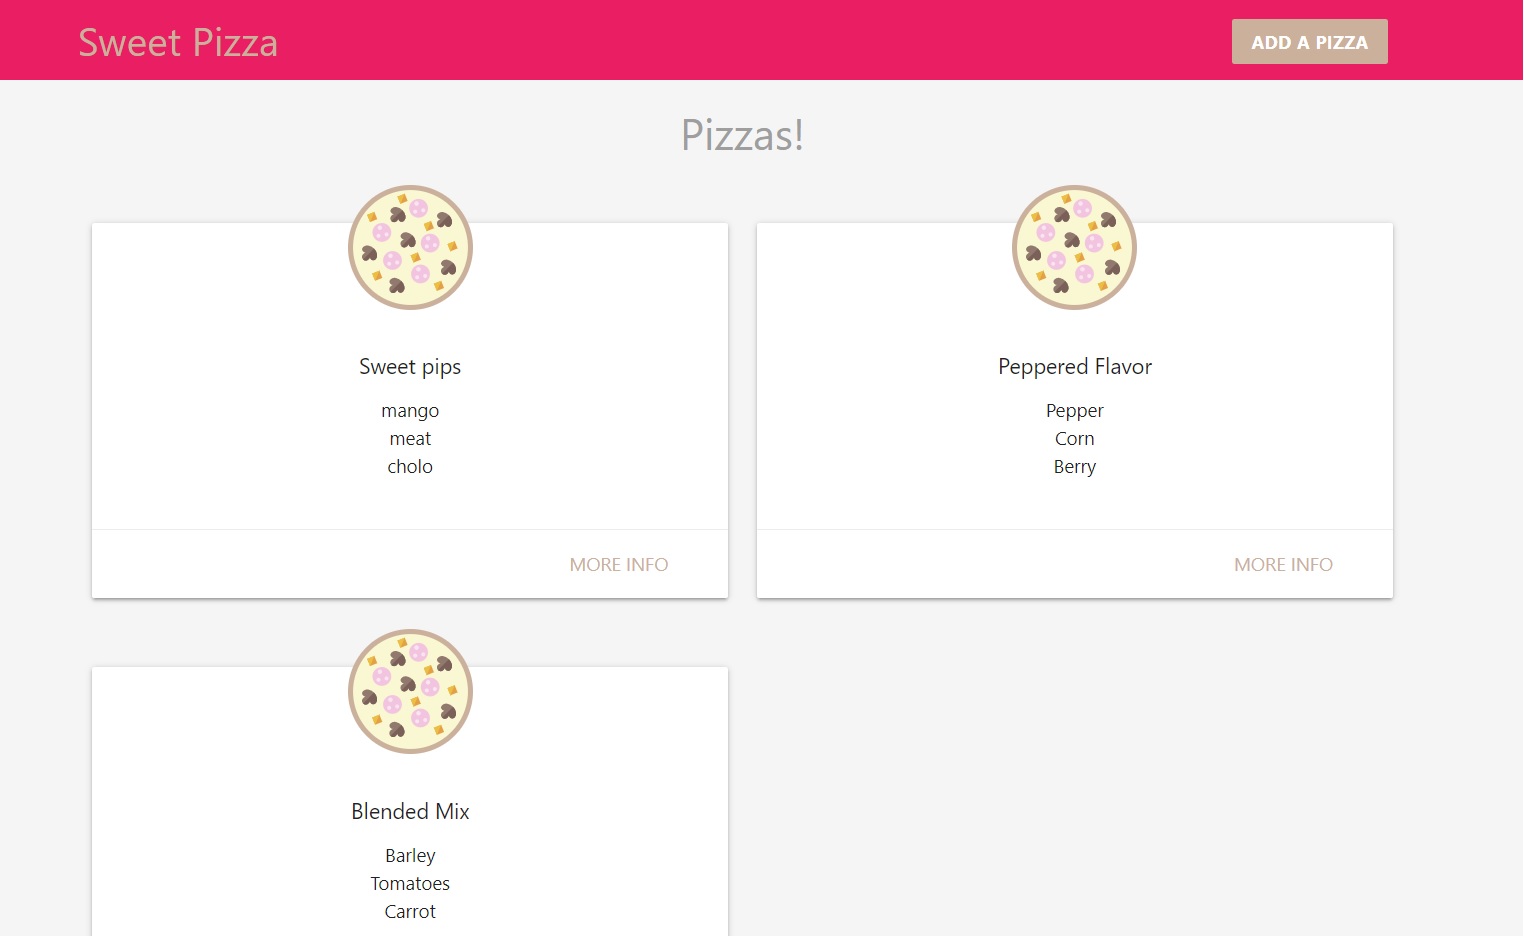 Sweet Pizza
ADD A PIZZA
Pizzas!
Sweet pips
mango
meat
cholo
MORE INFO
Peppered Flavor
Pepper
Corn
Berry
MORE INFO
Blended Mix
Barley
Tomatoes
Carrot